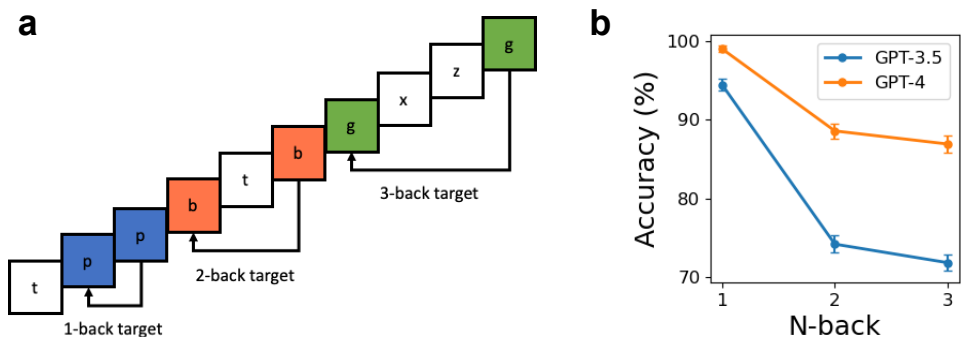 a
t
p
p
b
t
b
g
x
z
g
1-back target
2-back target
3-back target
b
100
90
80
70
Accuracy (%)
GPT-3.5
GPT-4
1 2 3
N-back